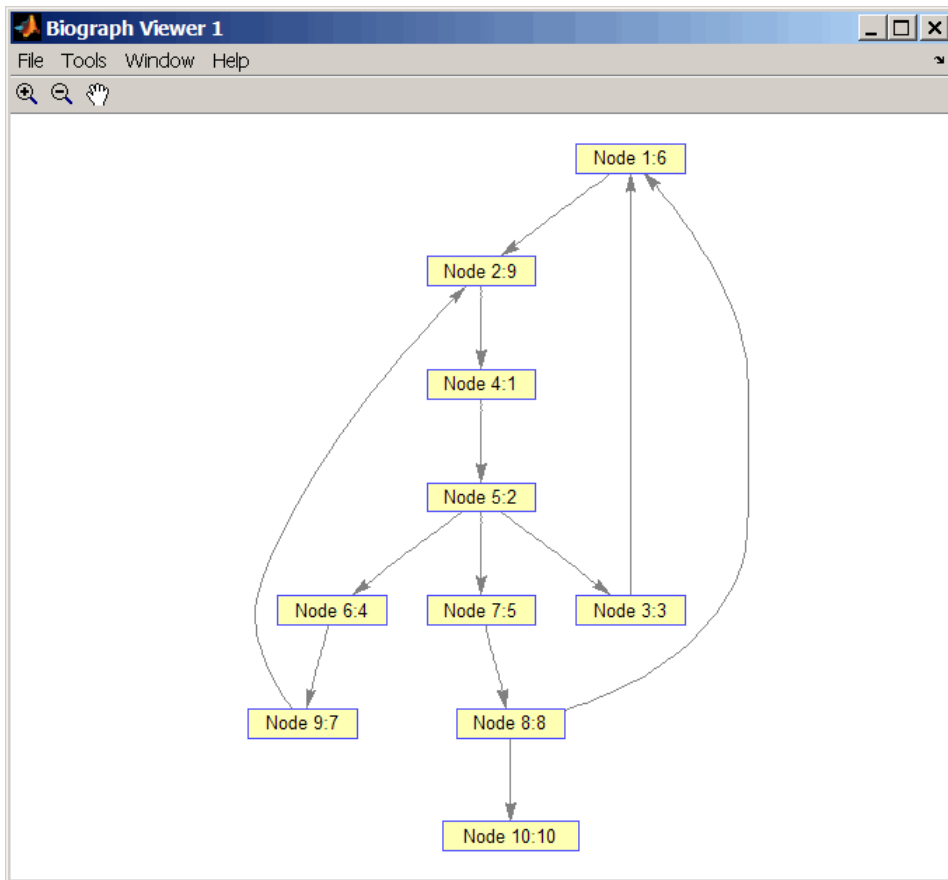 Biograph Viewer 1
File Tools Window Help
Node 1:6
Node 2:9
Node 4:1
Node 5:2
Node 6:4 Node 7:5 Node 3:3
Node 9:7 Node 8:8
Node 10:10